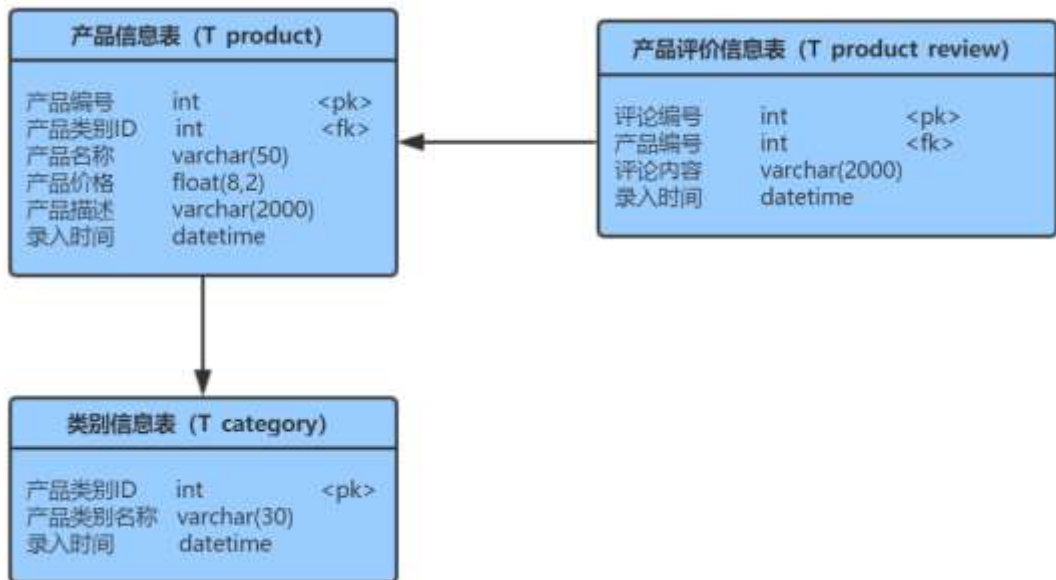 产品信息表（T product）
产品编号 int <pk>
产品类别ID int <fk>
产品名称 varchar(50)
产品价格 float(8,2)
产品描述 varchar(2000)
录入时间 datetime
产品评价信息表（T product review）
评论编号 int <pk>
产品编号 int <fk>
评论内容 varchar(2000)
录入时间 datetime
类别信息表（T category）
产品类别ID int <pk>
产品类别名称 varchar(30)
录入时间 datetime